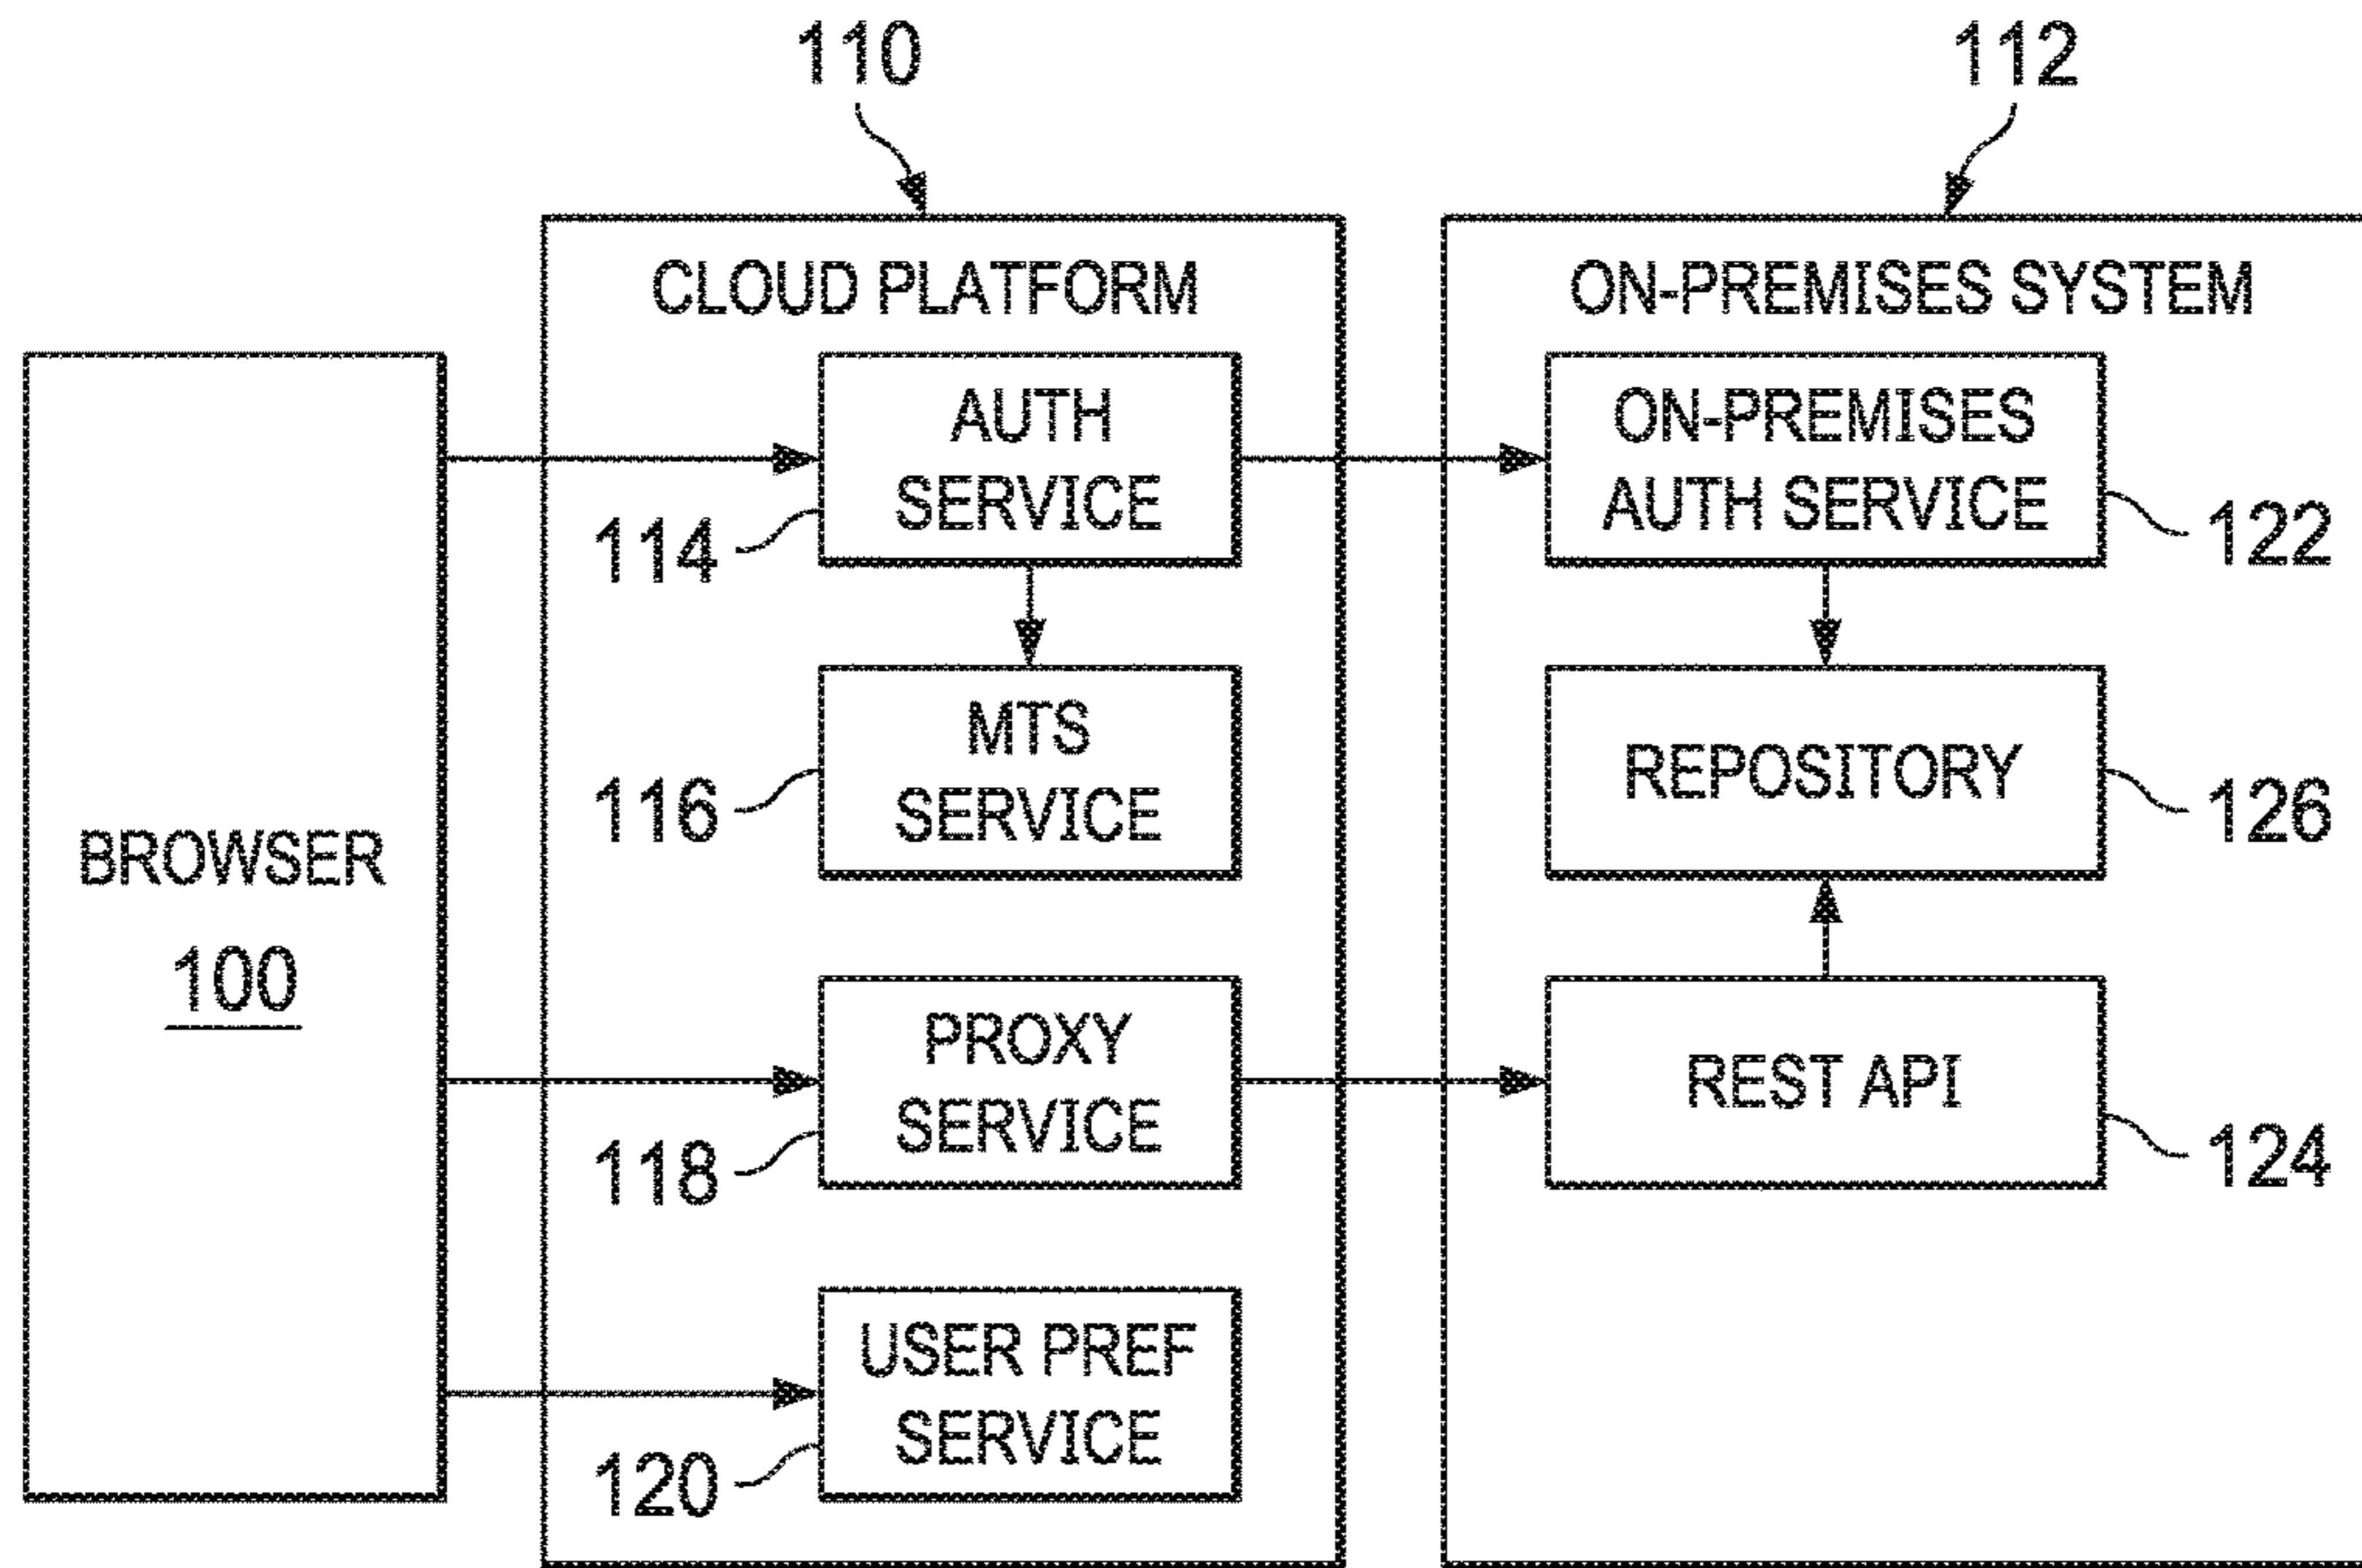 110
112
CLOUD PLATFORM
ON-PREMISES SYSTEM
AUTH
SERVICE
114
ON-PREMISES
AUTH SERVICE
122
MTS
SERVICE
116
REPOSITORY
126
BROWSER
100
PROXY
SERVICE
118
REST API
124
USER PREF
SERVICE
120